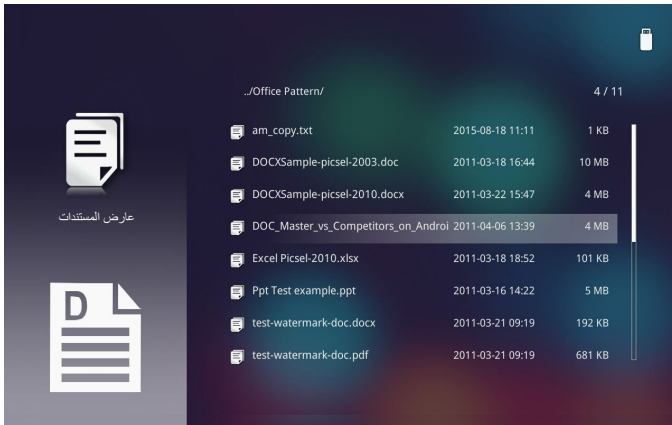 ../Office Pattern/ 4 / 11
am_copy.txt 2015-08-18 11:11 1 KB
DOCXSample-picsel-2003.doc 2011-03-18 16:44 10 MB
DOCXSample-picsel-2010.docx 2011-03-22 15:47 4 MB
DOC_Master_vs_Competitors_on_Androi 2011-04-06 13:39 4 MB
Excel Picsel-2010.xlsx 2011-03-18 18:52 101 KB
Ppt Test example.ppt 2011-03-16 14:22 5 MB
test-watermark-doc.docx 2011-03-21 09:19 192 KB
test-watermark-doc.pdf 2011-03-21 09:19 681 KB
عارض المستندات
D